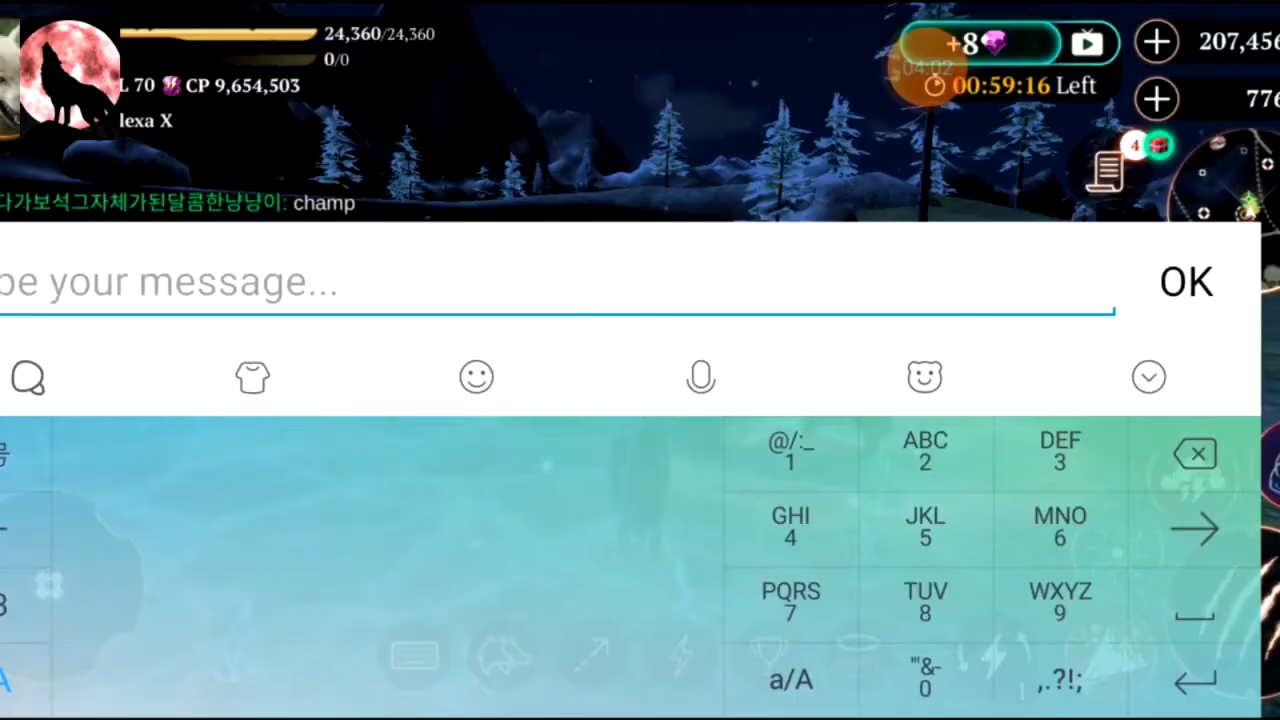 24,360/24,360
0/0
L 70 CP 9,654,503
lexa X
+8
04:02
00:59:16 Left
207,456
776
4
다가보석그자체가된달콤한냥냥이: champ
pe your message...
OK
@/:_
1
ABC
2
DEF
3
GHI
4
JKL
5
MNO
6
PQRS
7
TUV
8
WXYZ
9
a/A
'"&-
0
,.?!;